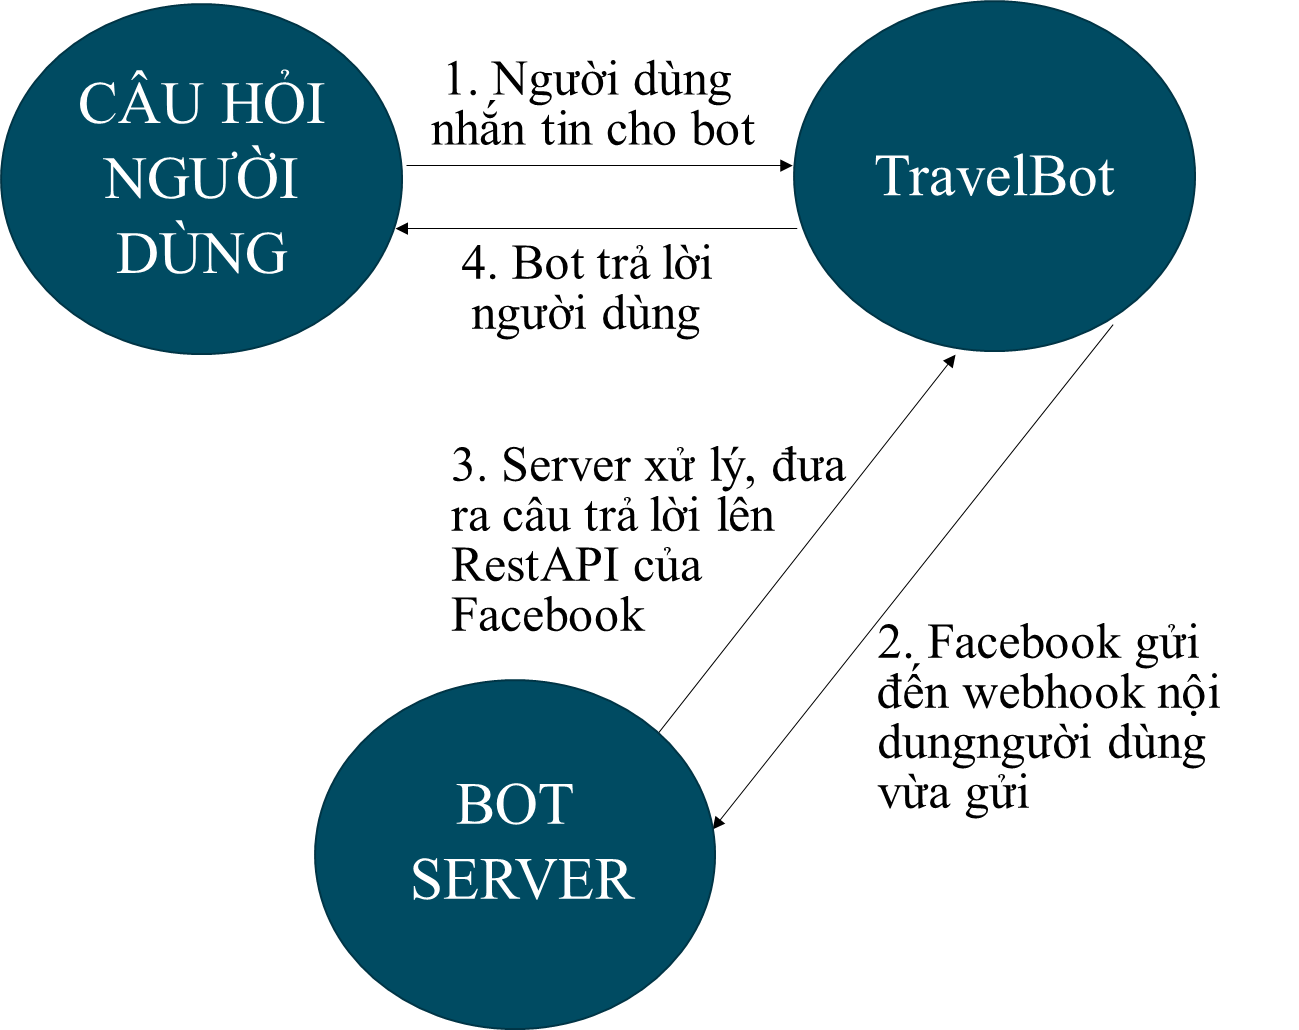 CÂU HỎI
NGƯỜI
DÙNG
1. Người dùng
nhắn tin cho bot
TravelBot
4. Bot trả lời
người dùng
3. Server xử lý, đưa
ra câu trả lời lên
RestAPI của
Facebook
2. Facebook gửi
đến webhook nội
dungngười dùng
vừa gửi
BOT
SERVER